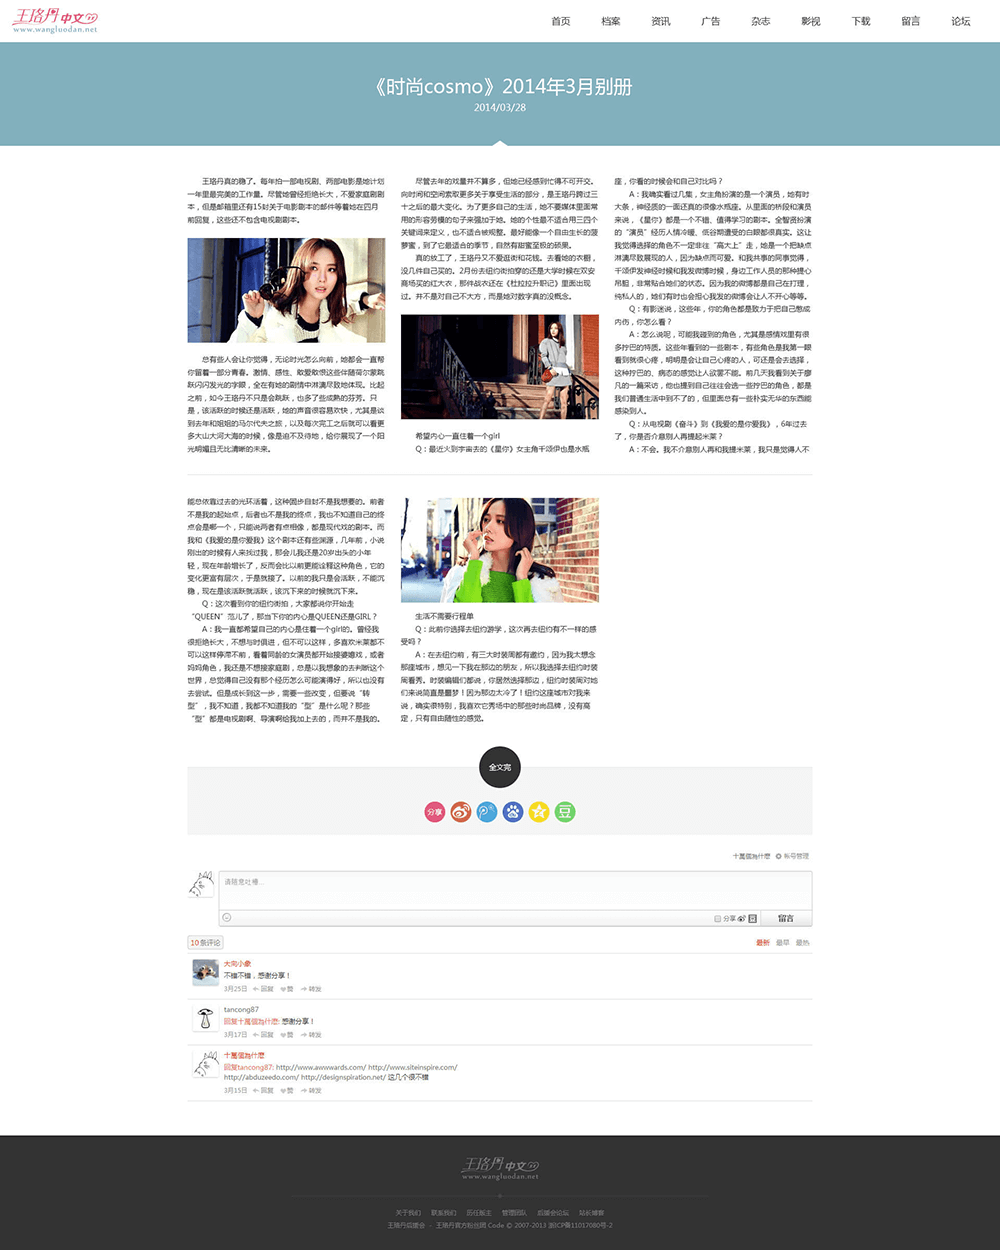 王珞丹中文
www.wangluodan.net
首页 档案 资讯 广告 杂志 影视 下载 留言 论坛
《时尚cosmo》2014年3月别册
2014/03/28
王珞丹真的稳了。每年拍一部电视剧、两部电影是她计划
一年里最完美的工作量。尽管她曾经拒绝长大，不爱家庭剧剧
本，但是邮箱里还有15封关于电影剧本的邮件等着她在四月
前回复，这些还不包含电视剧剧本。
总有些人会让你觉得，无论时光怎么向前，她都会一直帮
你留着一部分青春。激情、感性、敢爱敢恨这些伴随荷尔蒙跳
跃闪闪发光的字眼，全在有她的剧情中淋漓尽致地体现。比起
之前，如今王珞丹不只是会跳跃，也多了些成熟的芬芳。只
是，该活跃的时候还是活跃，她的声音很容易欢快，尤其是谈
到去年和姐姐的马尔代夫之旅，以及每次完工之后就可以看更
多大山大河大海的时候，像是迫不及待地，给你展现了一个阳
光明媚且无比清晰的未来。
尽管去年的戏量并不算多，但她已经感到忙得不可开交。
向时间和空闲索取更多关于享受生活的部分，是王珞丹跨过三
十之后的最大变化。为了更多自己的生活，她不要媒体里面常
用的形容劳模的句子来强加于她。她的个性最不适合用三四个
关键词来定义，也不适合被规整。最好能像一个自由生长的菠
萝蜜，到了它最适合的季节，自然有甜蜜至极的硕果。
真的放工了，王珞丹又不爱逛街和花钱。去看她的衣橱，
没几件自己买的。2月份去纽约街拍穿的还是大学时候在双安
商场买的红大衣，那件战衣还在《杜拉拉升职记》里面出现
过。并不是对自己不大方，而是她对数字真的没概念。
希望内心一直住着一个girl
Q：最近火到宇宙去的《星你》女主角千颂伊也是水瓶
座，你看的时候会和自己对比吗？
A：我确实看过几集，女主角扮演的是一个演员，她有时
大条，神经质的一面还真的很像水瓶座。从里面的桥段和演员
来说，《星你》都是一个不错、值得学习的剧本。全智贤扮演
的“演员”经历人情冷暖、低谷期遭受的白眼都很真实。这让
我觉得选择的角色不一定非往“高大上”走，她是一个把缺点
淋漓尽致展现的人，因为缺点而可爱。和我共事的同事觉得，
千颂伊发神经时候和我发微博时候，身边工作人员的那种提心
吊胆，非常贴合她们的状态。因为我的微博都是自己在打理，
纯私人的，她们有时也会担心我发的微博会让人不开心等等。
Q：有影迷说，这些年，你的角色都是致力于把自己憋成
内伤，你怎么看？
A：怎么说呢，可能我碰到的角色，尤其是感情戏里有很
多拧巴的特质。这些年看到的一些剧本，有些角色是我第一眼
看到就很心疼，明明是会让自己心疼的人，可还是会去选择，
这种拧巴的、病态的感觉让人欲罢不能。前几天我看到关于廖
凡的一篇采访，他也提到自己往往会选一些拧巴的角色，都是
我们普通生活中到不了的，但里面总有一些朴实无华的东西能
感染到人。
Q：从电视剧《奋斗》到《我爱的是你爱我》，6年过去
了，你是否介意别人再提起米莱？
A：不会。我不介意别人再和我提米莱，我只是觉得人不
能总依靠过去的光环活着，这种固步自封不是我想要的。前者
不是我的起始点，后者也不是我的终点，我也不知道自己的终
点会是哪一个，只能说两者有点相像，都是现代戏的剧本。而
我和《我爱的是你爱我》这个剧本还有些渊源，几年前，小说
刚出的时候有人来找过我，那会儿我还是20岁出头的小年
轻，现在年龄增长了，反而会比以前更能诠释这种角色，它的
变化更富有层次，于是就接了。以前的我只是会活跃，不能沉
稳，现在是该活跃就活跃，该沉下来的时候就沉下来。
Q：这次看到你的纽约街拍，大家都说你开始走
“QUEEN”范儿了，那当下你的内心是QUEEN还是GIRL？
A：我一直都希望自己的内心是住着一个girl的。曾经我
很拒绝长大，不想与时俱进，但不可以这样，多喜欢米莱都不
可以这样停滞不前，看着同龄的女演员都开始接婆媳戏，或者
妈妈角色，我还是不想接家庭剧，总是以我想象的去判断这个
世界，总觉得自己没有那个经历怎么可能演得好，所以也没有
去尝试。但是成长到这一步，需要一些改变，但要说“转
型”，我不知道，我都不知道我的“型”是什么呢？那些
“型”都是电视剧啊、导演啊给我加上去的，而并不是我的。
生活不需要行程单
Q：此前你选择去纽约游学，这次再去纽约有不一样的感
受吗？
A：在去纽约前，有三大时装周都有邀约，因为我太想念
那座城市，想见一下我在那边的朋友，所以我选择去纽约时装
周看秀。时装编辑们都说，你居然选择那边，纽约时装周对她
们来说简直是噩梦！因为那边太冷了！纽约这座城市对我来
说，确实很特别，我喜欢它秀场中的那些时尚品牌，没有高
定，只有自由随性的感觉。
全文完
分享
豆
十萬個為什麽 帐号管理
请随意吐槽...
分享 留言
10条评论 最新 最早 最热
大向小象
不错不错，感谢分享！
3月25日 回复 赞 转发
tancong87
回复十萬個為什麽: 感谢分享！
3月17日 回复 赞 转发
十萬個為什麽
回复tancong87: http://www.awwwards.com/ http://www.siteinspire.com/
http://abduzeedo.com/ http://designspiration.net/ 这几个很不错
3月15日 回复 赞 转发
王珞丹中文
www.wangluodan.net
关于我们 联系我们 历任版主 管理团队 后援会论坛 站长博客
王珞丹后援会 - 王珞丹官方粉丝网 Code © 2007-2013 浙ICP备11017080号-2